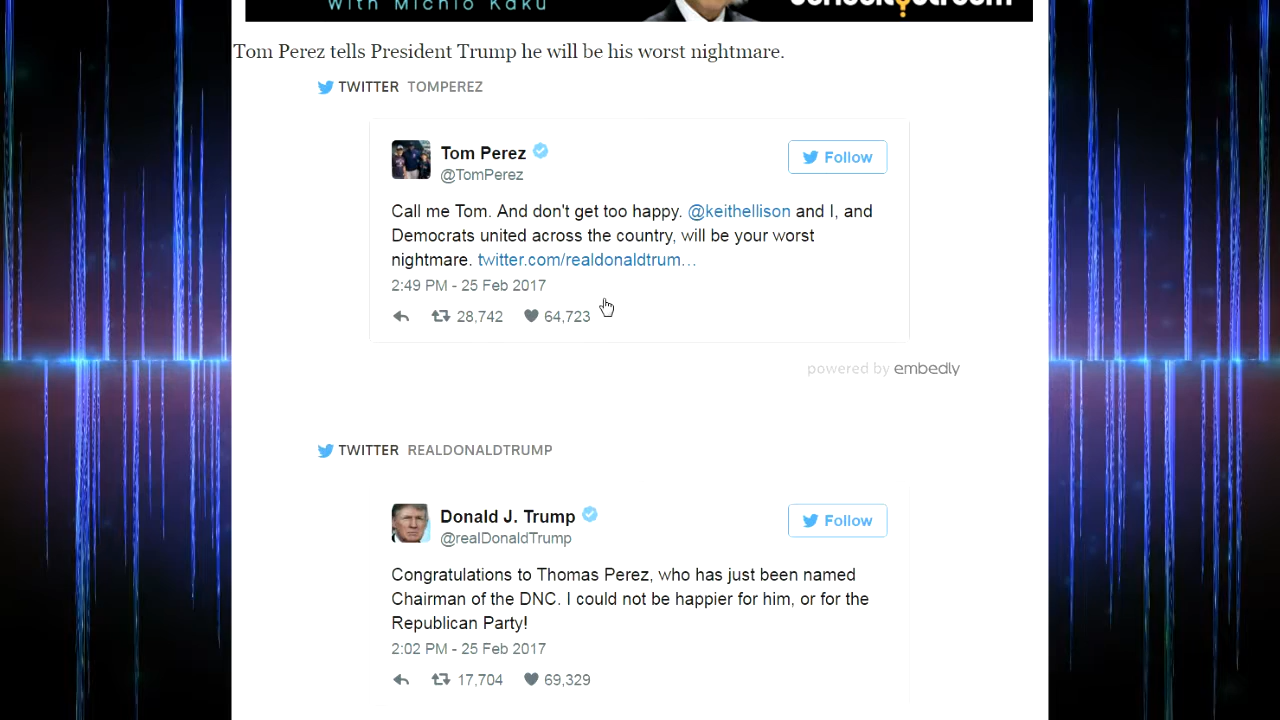 With Michio Kaku
curiositystream
Tom Perez tells President Trump he will be his worst nightmare.
TWITTER TOMPEREZ
Tom Perez
Follow
@TomPerez
Call me Tom. And don't get too happy. @keithellison and I, and
Democrats united across the country, will be your worst
nightmare. twitter.com/realdonaldtrum…
2:49 PM - 25 Feb 2017
28,742 64,723
powered by embedly
TWITTER REALDONALDTRUMP
Donald J. Trump
Follow
@realDonaldTrump
Congratulations to Thomas Perez, who has just been named
Chairman of the DNC. I could not be happier for him, or for the
Republican Party!
2:02 PM - 25 Feb 2017
17,704 69,329